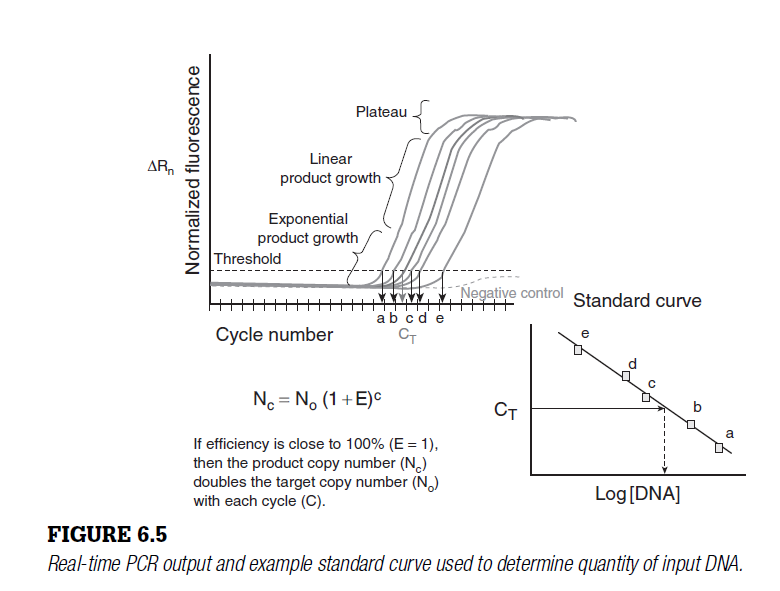 Plateau
Normalized fluorescence
ΔRn
Linear
product growth
Exponential
product growth
Threshold
Negative control
a b c d e
CT
Cycle number
Standard curve
e
d
c
b
a
CT
Log [DNA]
Nc = No (1+E)c
If efficiency is close to 100% (E = 1),
then the product copy number (Nc)
doubles the target copy number (No)
with each cycle (C).
FIGURE 6.5
Real-time PCR output and example standard curve used to determine quantity of input DNA.